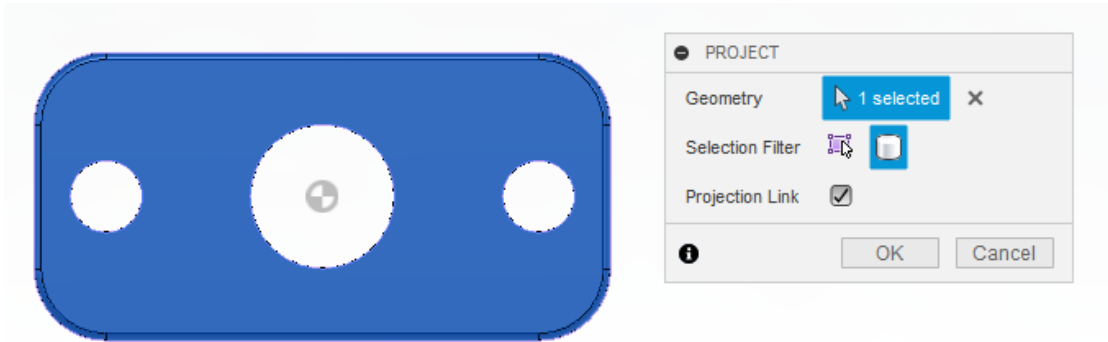 PROJECT
Geometry
1 selected
Selection Filter
Projection Link
OK
Cancel